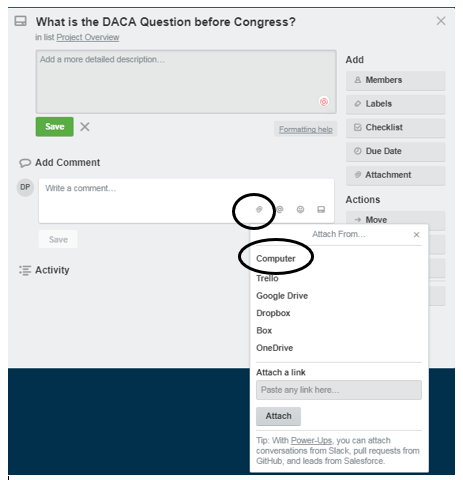 What is the DACA Question before Congress?
in list Project Overview
Add a more detailed description…
Save
Formatting help
Add Comment
DP
Write a comment…
Save
Activity
Add
Members
Labels
Checklist
Due Date
Attachment
Actions
Move
Attach From…
Computer
Trello
Google Drive
Dropbox
Box
OneDrive
Attach a link
Paste any link here…
Attach
Tip: With Power-Ups, you can attach
conversations from Slack, pull requests from
GitHub, and leads from Salesforce.